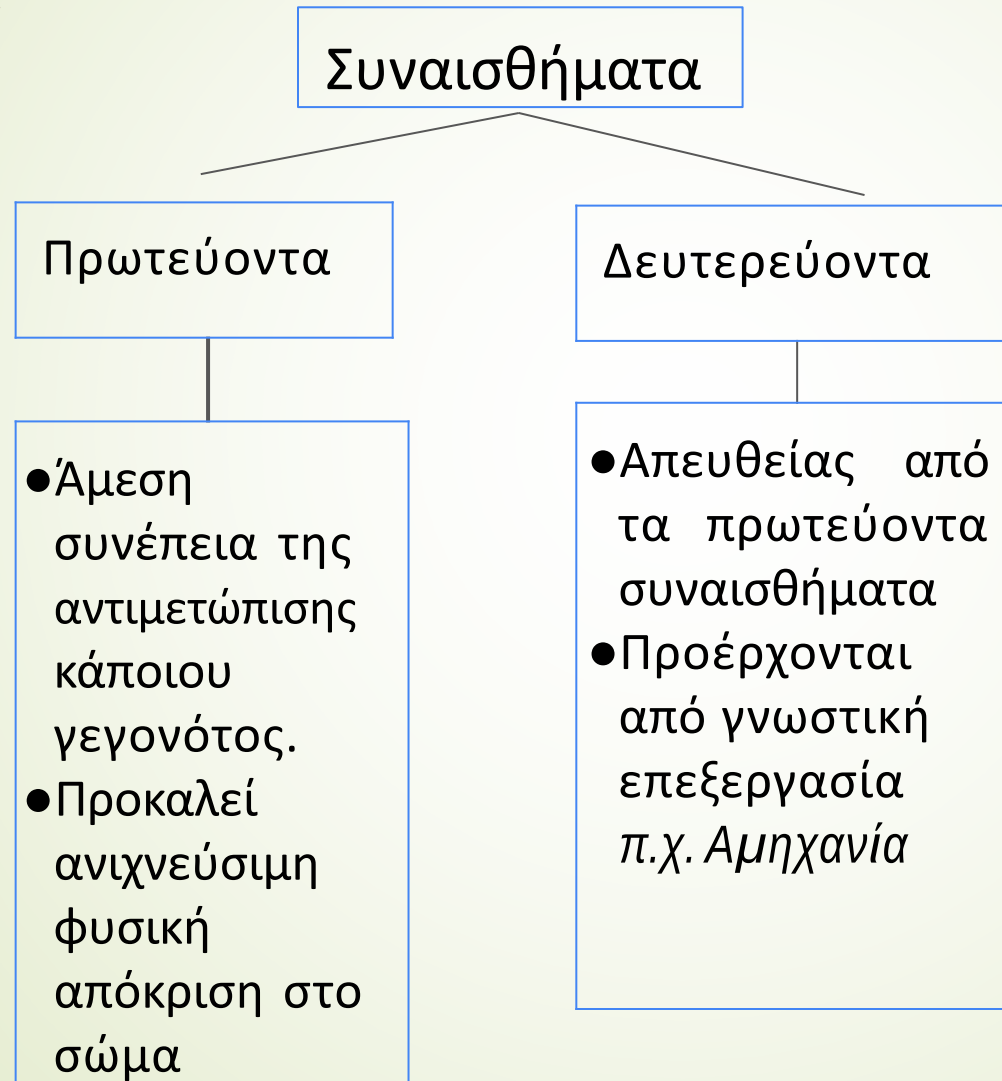 Συναισθήματα
Πρωτεύοντα
●Άμεση
συνέπεια της
αντιμετώπισης
κάποιου
γεγονότος.
●Προκαλεί
ανιχνεύσιμη
φυσική
απόκριση στο
σώμα
Δευτερεύοντα
●Απευθείας από
τα πρωτεύοντα
συναισθήματα
●Προέρχονται
από γνωστική
επεξεργασία
π.χ. Αμηχανία